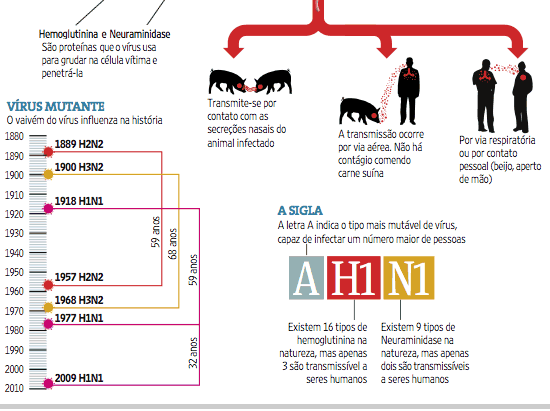 Hemoglutinina e Neuraminidase
São proteínas que o vírus usa
para grudar na célula vítima e
penetrá-la
Transmite-se por
contato com as
secreções nasais do
animal infectado
A transmissão ocorre
por via aérea. Não há
contágio comendo
carne suína
Por via respiratória
ou por contato
pessoal (beijo, aperto
de mão)
VÍRUS MUTANTE
O vaivém do vírus influenza na história
1880
1890
1900
1910
1920
1930
1940
1950
1960
1970
1980
1990
2000
2010
1889 H2N2
1900 H3N2
1918 H1N1
1957 H2N2
1968 H3N2
1977 H1N1
2009 H1N1
59 anos
68 anos
59 anos
32 anos
A SIGLA
A letra A indica o tipo mais mutável de vírus,
capaz de infectar um número maior de pessoas
A H1 N1
Existem 16 tipos de
hemoglutinina na
natureza, mas apenas
3 são transmissível a
seres humanos
Existem 9 tipos de
Neuraminidase na
natureza, mas apenas
dois são transmissíveis
a seres humanos